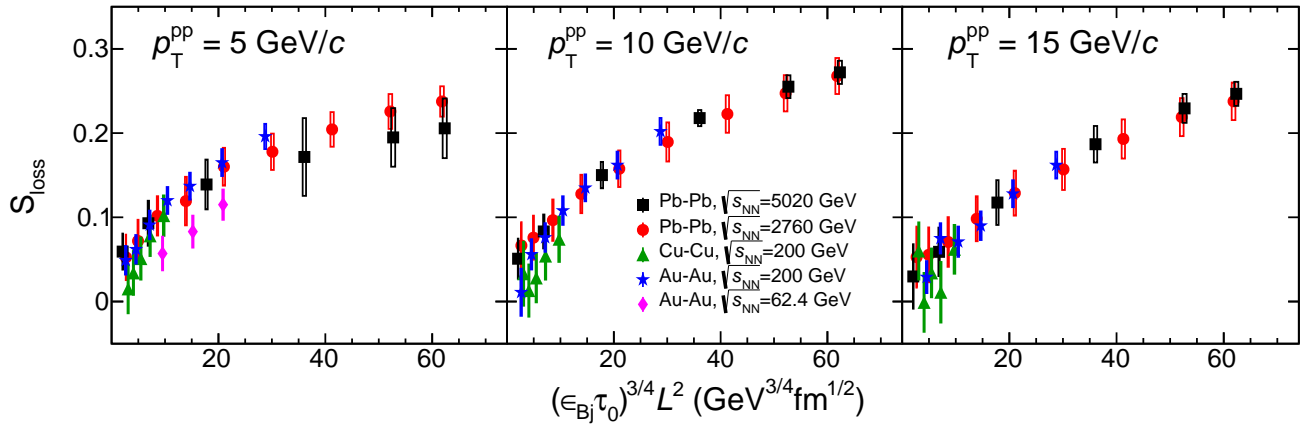 p_T^pp = 5 GeV/c
p_T^pp = 10 GeV/c
p_T^pp = 15 GeV/c
S_loss
0.3
0.2
0.1
0
Pb-Pb, √s_NN=5020 GeV
Pb-Pb, √s_NN=2760 GeV
Cu-Cu, √s_NN=200 GeV
Au-Au, √s_NN=200 GeV
Au-Au, √s_NN=62.4 GeV
20 40 60 20 40 60 20 40 60
(∈_Bj τ_0)^3/4 L^2 (GeV^3/4 fm^1/2)